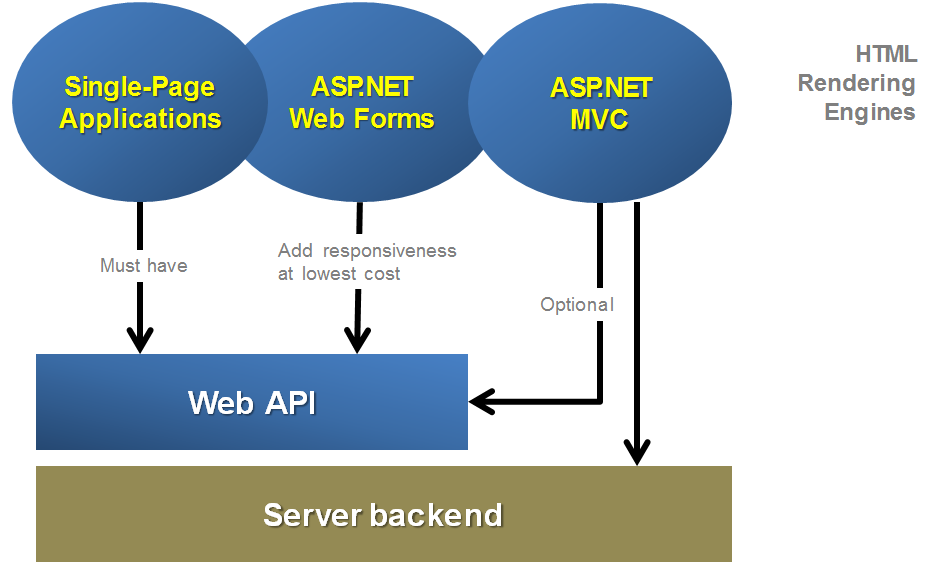 Single-Page
Applications
ASP.NET
Web Forms
ASP.NET
MVC
HTML
Rendering
Engines
Must have
Add responsiveness
at lowest cost
Optional
Web API
Server backend